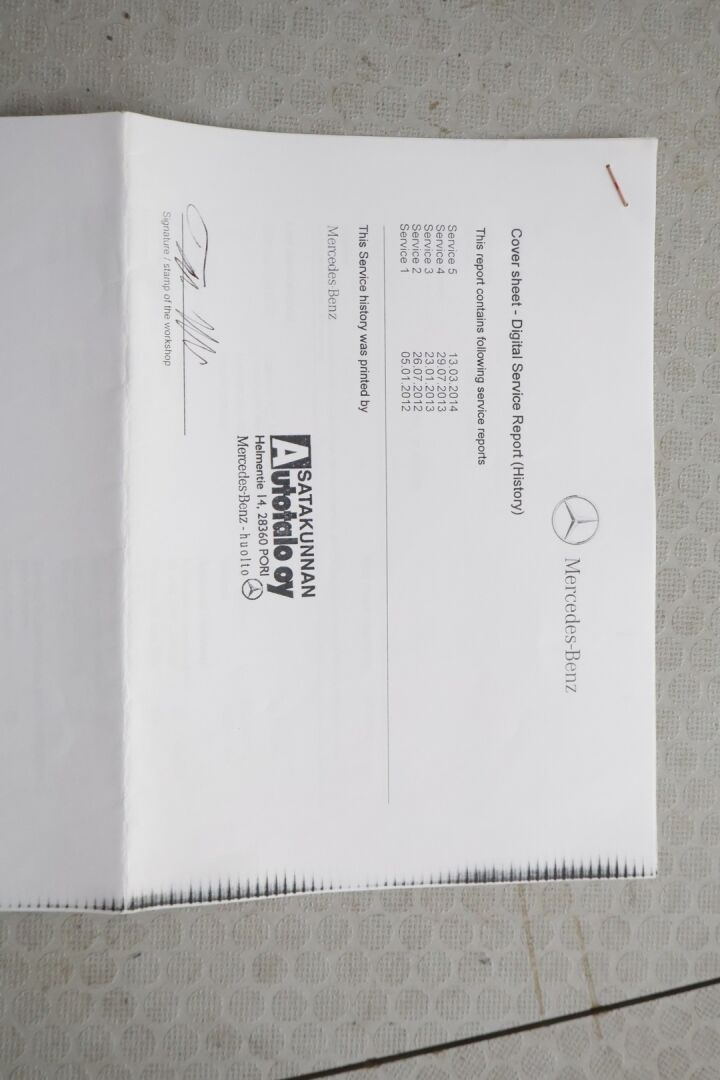 Mercedes-Benz
Cover sheet - Digital Service Report (History)
This report contains following service reports
Service 5 13.03.2014
Service 4 29.07.2013
Service 3 23.01.2013
Service 2 26.07.2012
Service 1 05.01.2012
This Service history was printed by
Mercedes Benz
SATAKUNNAN
Autotalo oy
Helmentie 14, 28360 PORI
Mercedes-Benz - huolto
Signature / stamp of the workshop